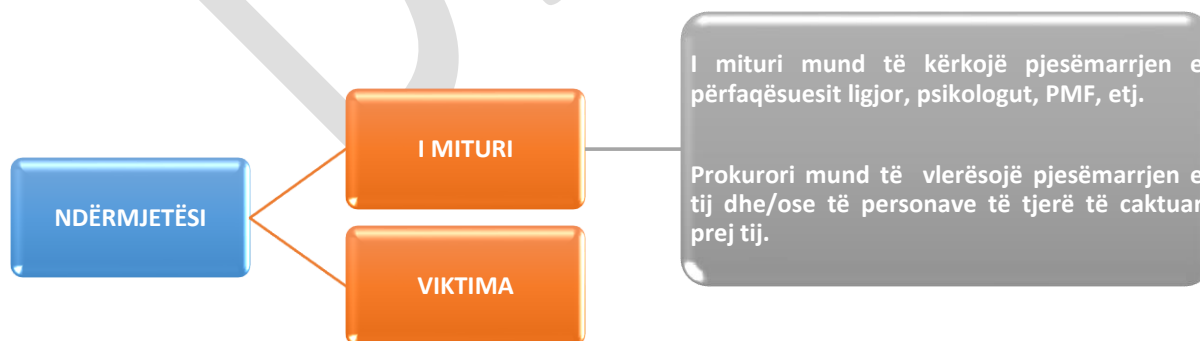 NDËRMJETËSI
I MITURI
VIKTIMA
I mituri mund të kërkojë pjesëmarrjen e
përfaqësuesit ligjor, psikologut, PMF, etj.
Prokurori mund të vlerësojë pjesëmarrjen e
tij dhe/ose të personave të tjerë të caktuar
prej tij.